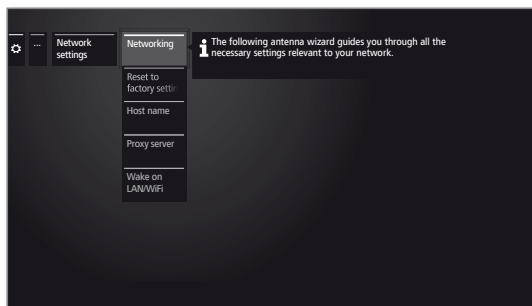 ...
Network
settings
Networking
The following antenna wizard guides you through all the
necessary settings relevant to your network.
Reset to
factory settin
Host name
Proxy server
Wake on
LAN/WiFi